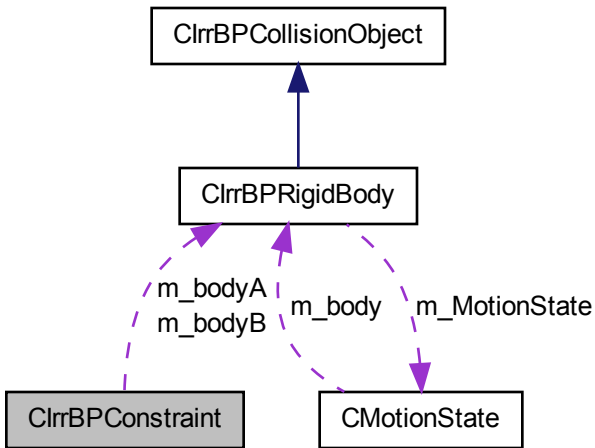 CIrrBPCollisionObject
CIrrBPRigidBody
m_bodyA
m_bodyB
m_body
m_MotionState
CIrrBPConstraint
CMotionState